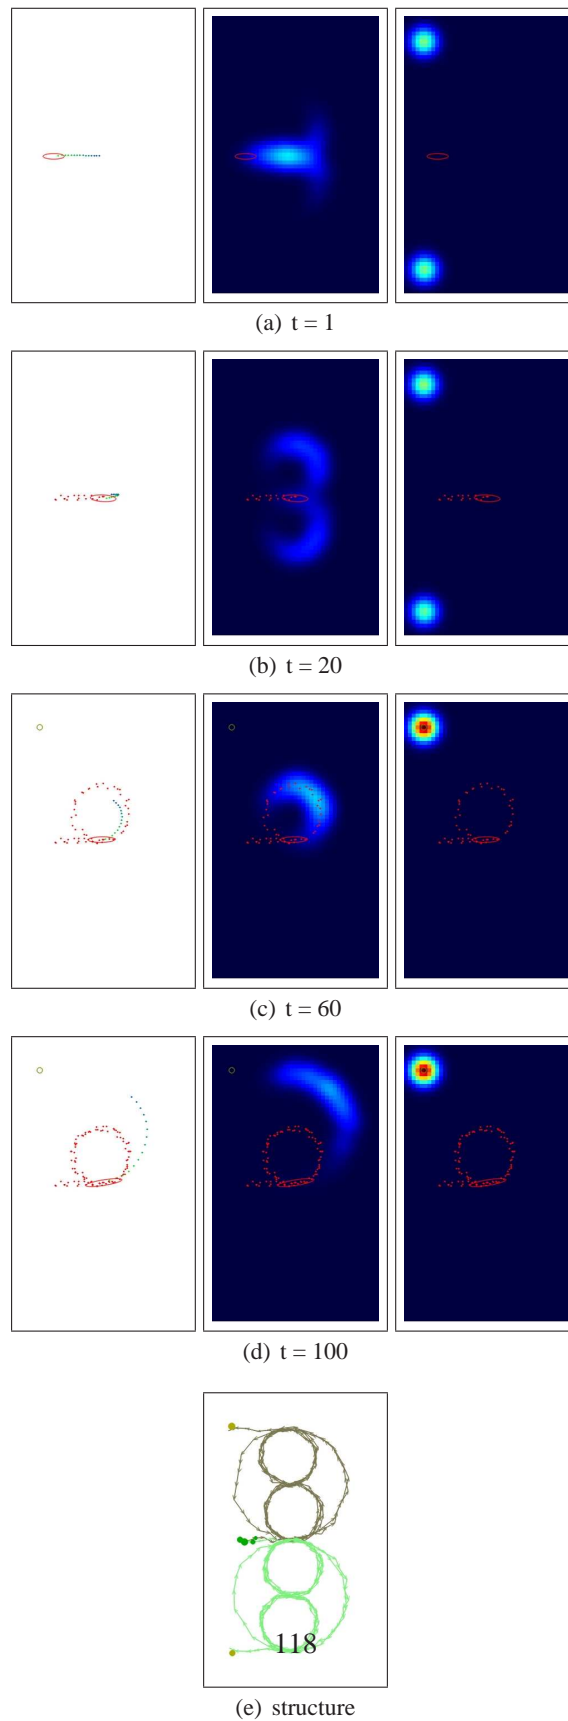 (a) t = 1
(b) t = 20
(c) t = 60
(d) t = 100
118
(e) structure